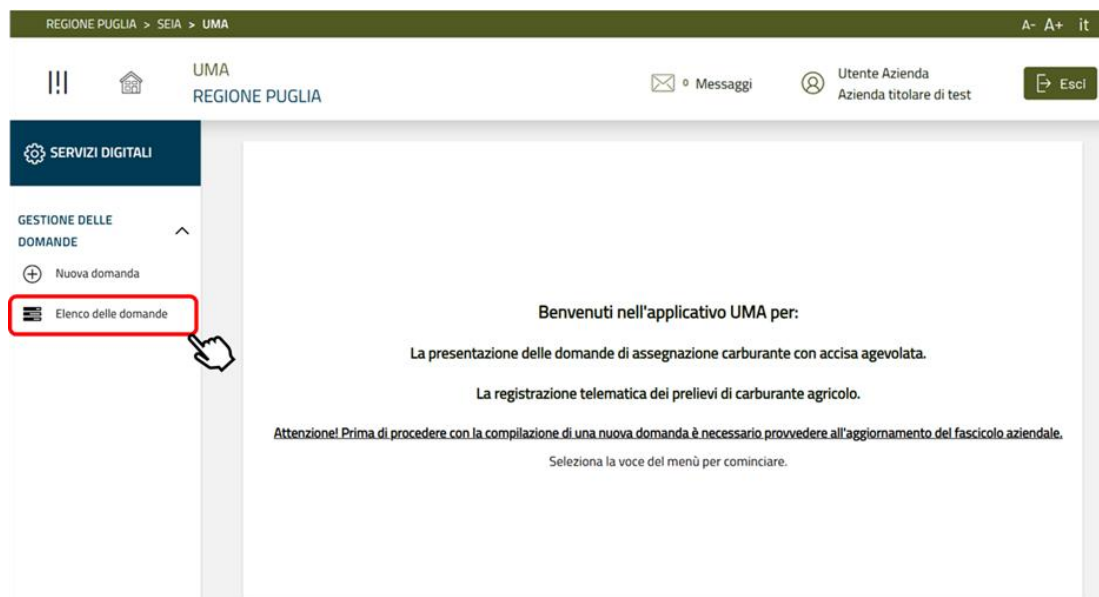 REGIONE PUGLIA > SEIA > UMA
A- A+ it
UMA
REGIONE PUGLIA
0 Messaggi
Utente Azienda
Azienda titolare di test
Esci
SERVIZI DIGITALI
GESTIONE DELLE
DOMANDE
Nuova domanda
Elenco delle domande
Benvenuti nell'applicativo UMA per:
La presentazione delle domande di assegnazione carburante con accisa agevolata.
La registrazione telematica dei prelievi di carburante agricolo.
Attenzione! Prima di procedere con la compilazione di una nuova domanda è necessario provvedere all'aggiornamento del fascicolo aziendale.
Seleziona la voce del menù per cominciare.